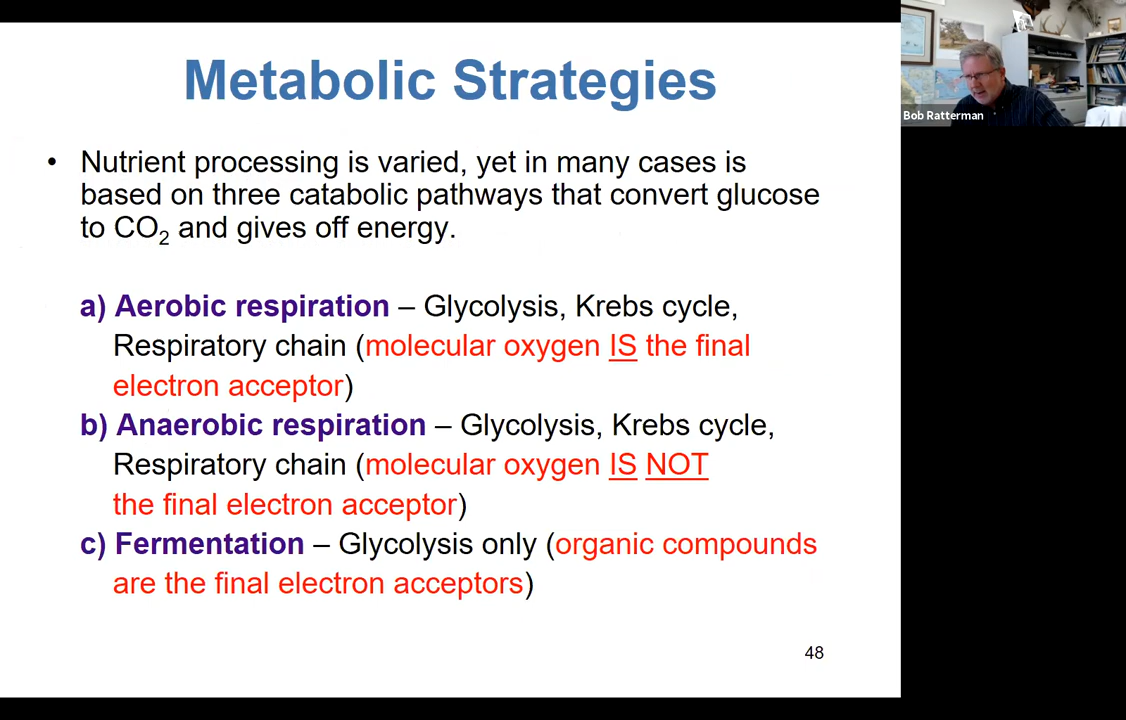 Metabolic Strategies
• Nutrient processing is varied, yet in many cases is
based on three catabolic pathways that convert glucose
to CO₂ and gives off energy.
a) Aerobic respiration – Glycolysis, Krebs cycle,
Respiratory chain (molecular oxygen IS the final
electron acceptor)
b) Anaerobic respiration – Glycolysis, Krebs cycle,
Respiratory chain (molecular oxygen IS NOT
the final electron acceptor)
c) Fermentation – Glycolysis only (organic compounds
are the final electron acceptors)
48
Bob Ratterman